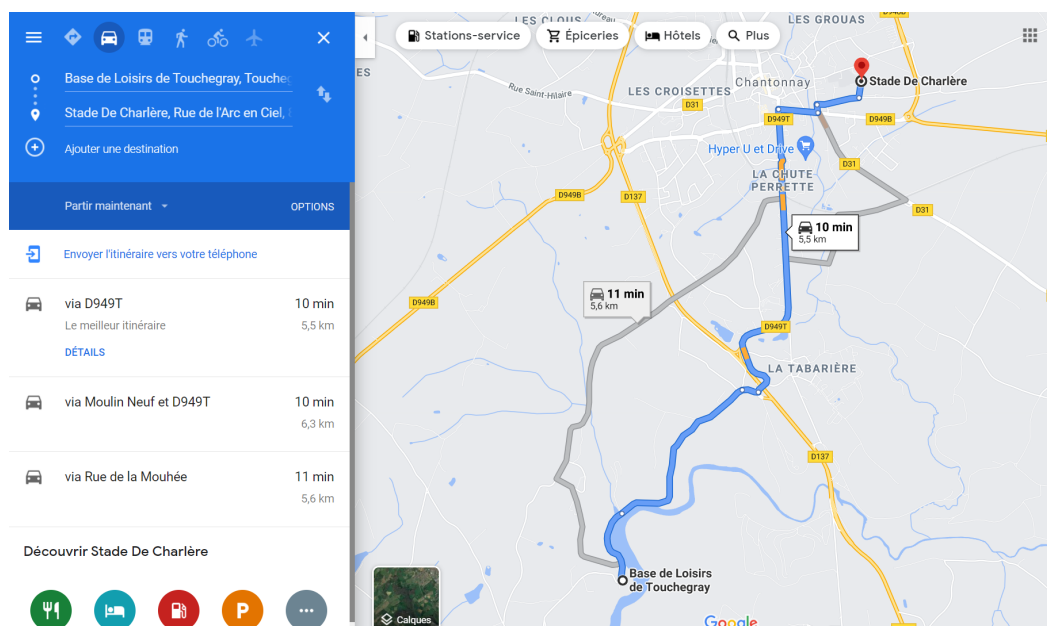 Base de Loisirs de Touchegray, Touche
Stade De Charlère, Rue de l'Arc en Ciel,
Ajouter une destination
Partir maintenant
OPTIONS
Envoyer l'itinéraire vers votre téléphone
via D949T 10 min
Le meilleur itinéraire 5,5 km
DÉTAILS
via Moulin Neuf et D949T 10 min
6,3 km
via Rue de la Mouhée 11 min
5,6 km
Découvrir Stade De Charlère
P
Stations-service
Épiceries
Hôtels
Plus
LES CLOUS
LES GROUAS
ES
Rue Saint-Hilaire
LES CROISETTES
Chantonnay
Stade De Charlère
D31
D949T
D949B
Hyper U et Drive
D31
LA CHUTE
PERRETTE
D949B
D137
D31
10 min
5,5 km
11 min
5,6 km
D949B
D949T
LA TABARIÈRE
D137
Base de Loisirs
de Touchegray
Calques
Google